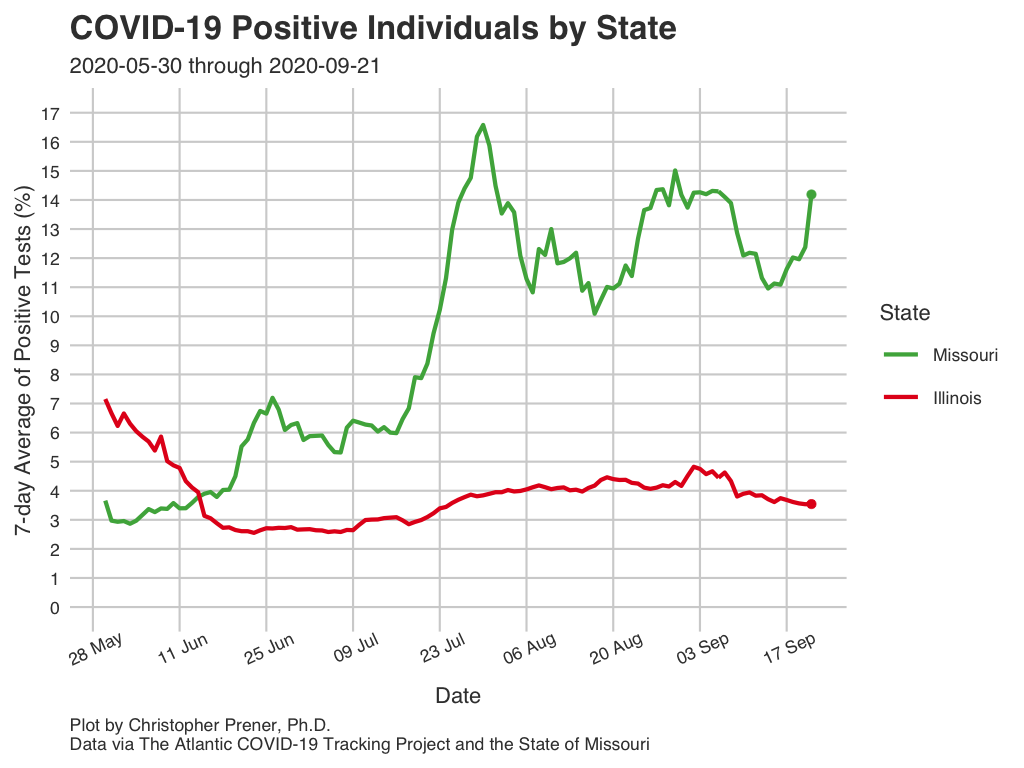 COVID-19 Positive Individuals by State
2020-05-30 through 2020-09-21
7-day Average of Positive Tests (%)
17
16
15
14
13
12
11
10
9
8
7
6
5
4
3
2
1
0
28 May
11 Jun
25 Jun
09 Jul
23 Jul
06 Aug
20 Aug
03 Sep
17 Sep
Date
State
Missouri
Illinois
Plot by Christopher Prener, Ph.D.
Data via The Atlantic COVID-19 Tracking Project and the State of Missouri